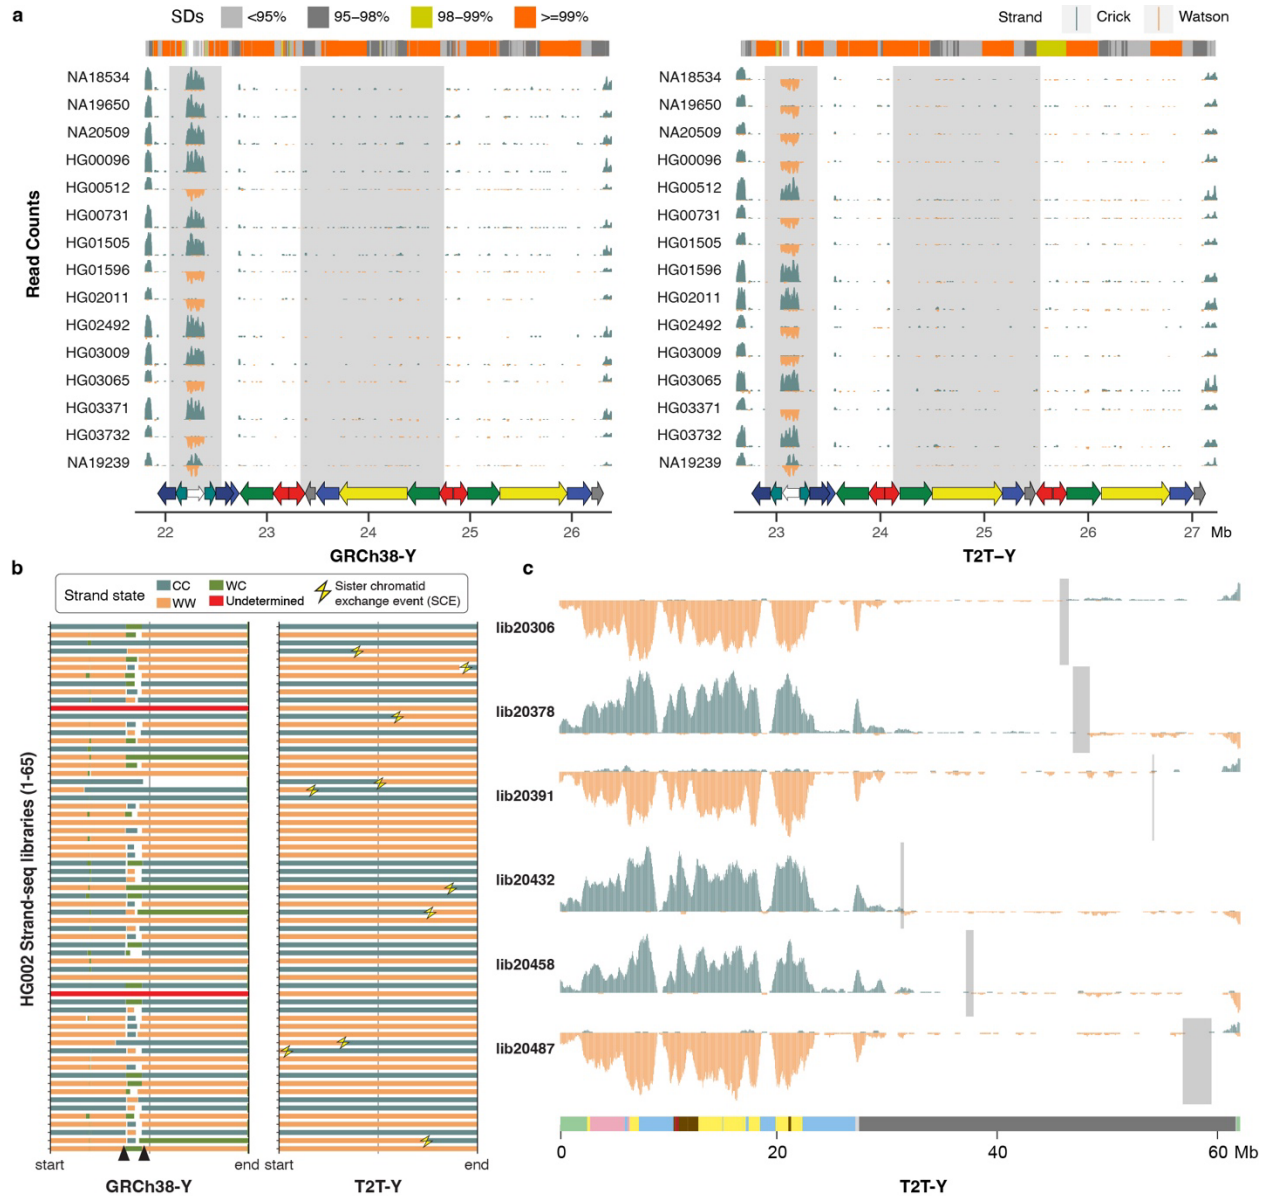 a
SDs <95% 95–98% 98–99% >=99%
Strand Crick Watson
Read Counts
NA18534
NA19650
NA20509
HG00096
HG00512
HG00731
HG01505
HG01596
HG02011
HG02492
HG03009
HG03065
HG03371
HG03732
NA19239
22 23 24 25 26
GRCh38-Y
NA18534
NA19650
NA20509
HG00096
HG00512
HG00731
HG01505
HG01596
HG02011
HG02492
HG03009
HG03065
HG03371
HG03732
NA19239
23 24 25 26 27 Mb
T2T–Y
b
Strand state
CC WC
WW Undetermined
Sister chromatid
exchange event (SCE)
HG002 Strand-seq libraries (1-65)
start end start end
GRCh38-Y T2T-Y
c
lib20306
lib20378
lib20391
lib20432
lib20458
lib20487
0 20 40 60 Mb
T2T-Y